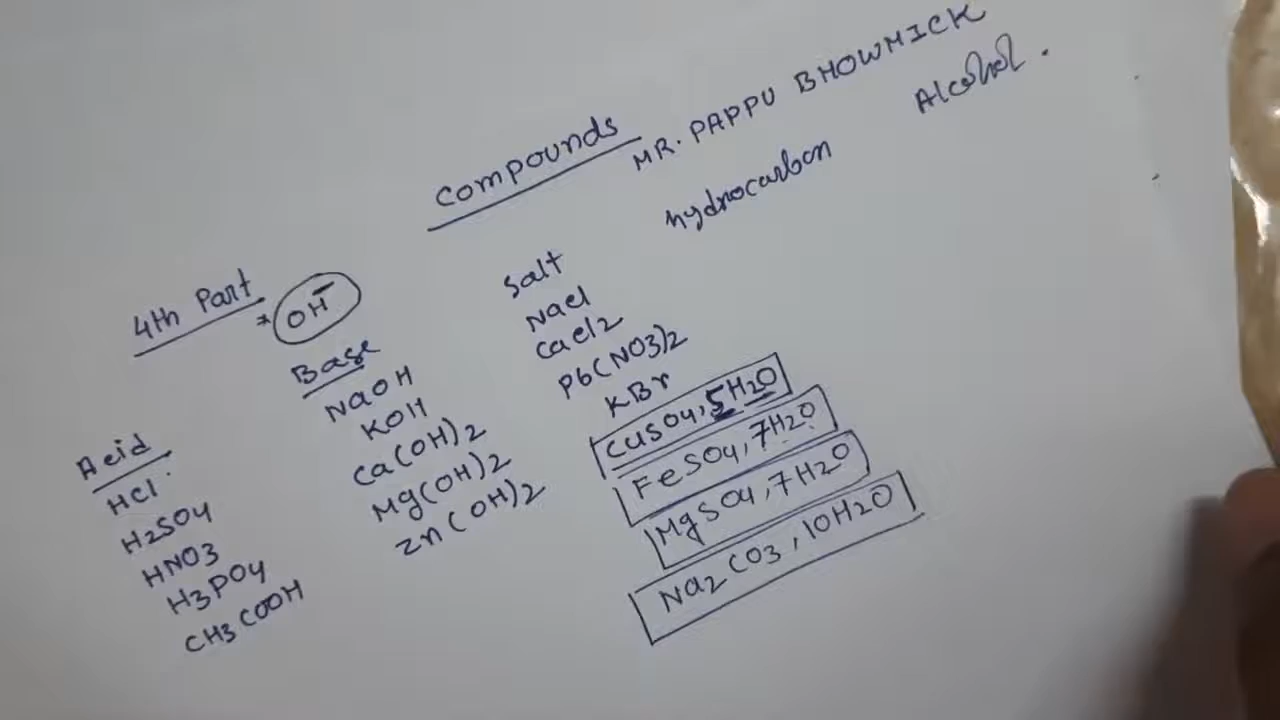 Compounds
MR. PAPPU BHOWMICK
4th Part
* OH⁻
Acid
HCl
H2SO4
HNO3
H3PO4
CH3COOH
Base
NaOH
KOH
Ca(OH)2
Mg(OH)2
Zn(OH)2
Salt
NaCl
CaCl2
Pb(NO3)2
KBr
CuSO4, 5H2O
FeSO4, 7H2O
MgSO4, 7H2O
Na2CO3, 10H2O
hydrocarbon
Alcohol.